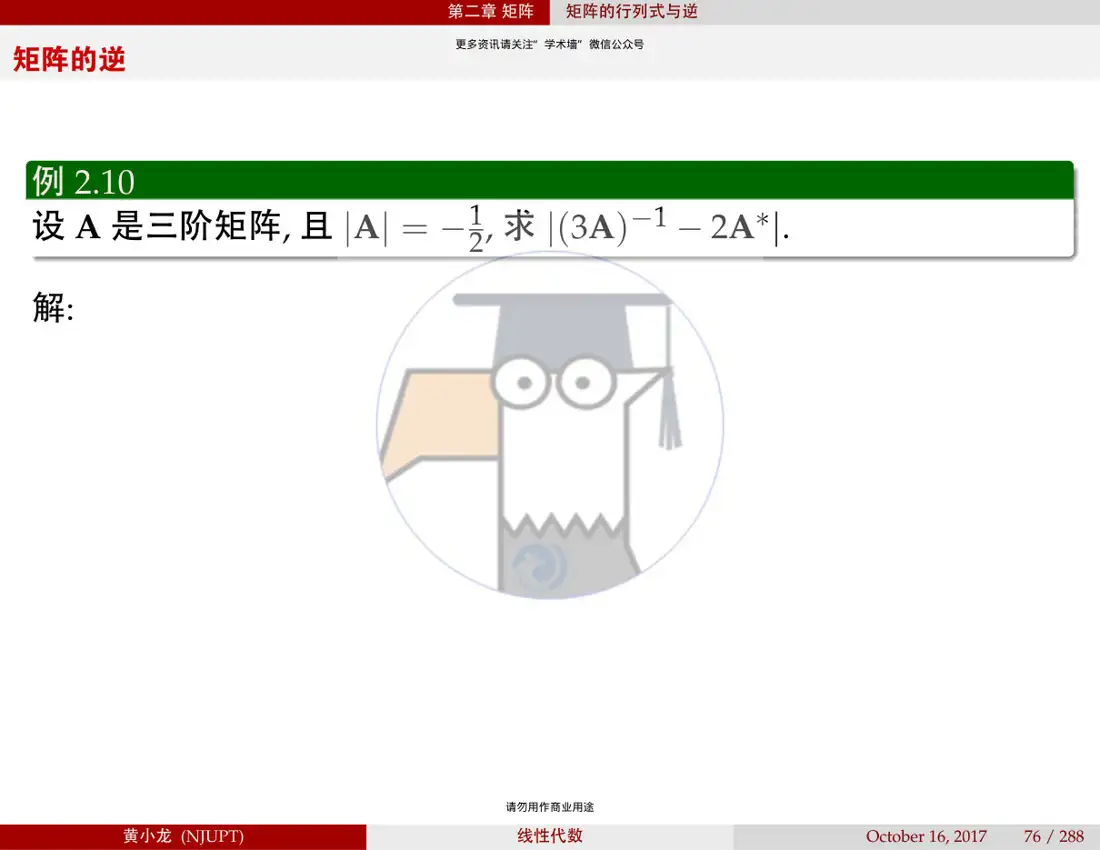 第二章 矩阵 矩阵的行列式与逆
更多资讯请关注“学术墙”微信公众号
矩阵的逆
例 2.10
设 A 是三阶矩阵, 且 |A| = −1/2, 求 |(3A)⁻¹ − 2A*|.
解:
请勿用作商业用途
黄小龙 (NJUPT) 线性代数 October 16, 2017 76 / 288